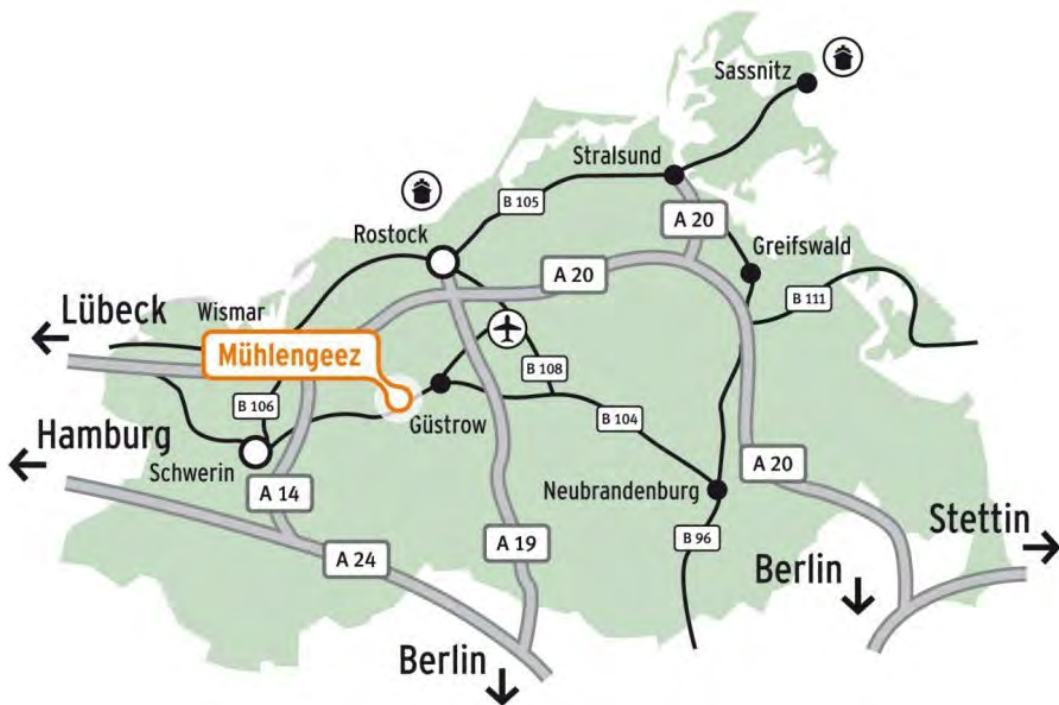 Sassnitz
Stralsund
B 105
Rostock
A 20
Greifswald
A 20
Lübeck
Wismar
B 111
Mühlengeez
B 108
B 106
Güstrow
B 104
Hamburg
Schwerin
A 20
A 14
Neubrandenburg
Stettin
A 19
B 96
A 24
Berlin
Berlin